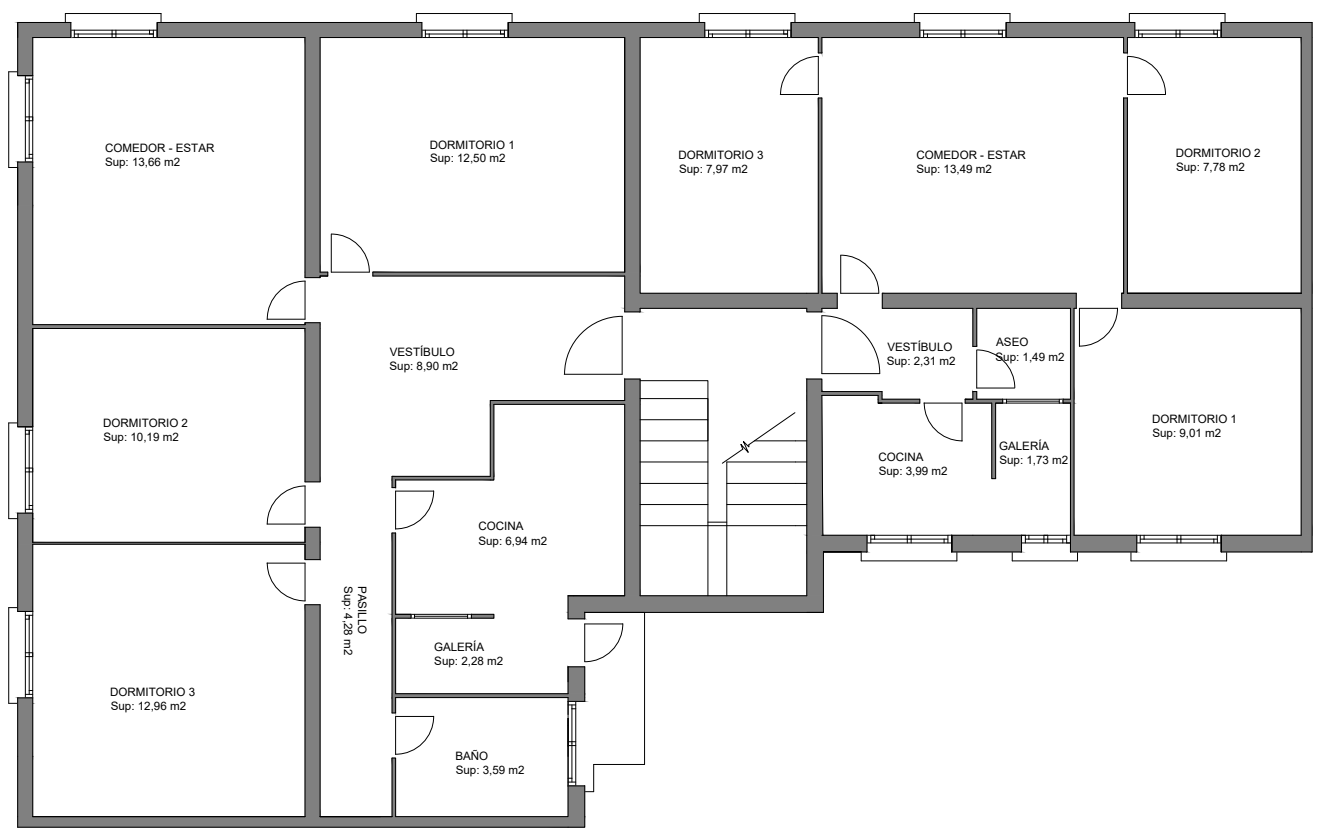 COMEDOR - ESTAR
Sup: 13,66 m2
DORMITORIO 1
Sup: 12,50 m2
DORMITORIO 3
Sup: 7,97 m2
COMEDOR - ESTAR
Sup: 13,49 m2
DORMITORIO 2
Sup: 7,78 m2
VESTÍBULO
Sup: 8,90 m2
VESTÍBULO
Sup: 2,31 m2
ASEO
Sup: 1,49 m2
DORMITORIO 2
Sup: 10,19 m2
DORMITORIO 1
Sup: 9,01 m2
COCINA
Sup: 3,99 m2
GALERÍA
Sup: 1,73 m2
COCINA
Sup: 6,94 m2
PASILLO
Sup: 4,28 m2
GALERÍA
Sup: 2,28 m2
DORMITORIO 3
Sup: 12,96 m2
BAÑO
Sup: 3,59 m2